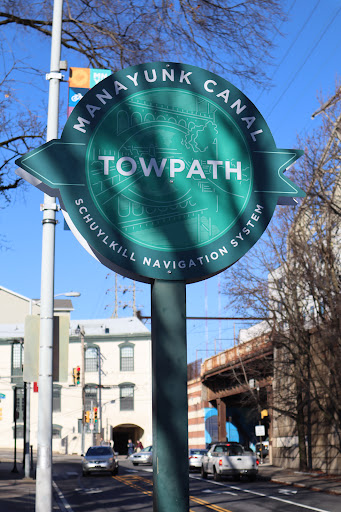 MANAYUNK CANAL
TOWPATH
SCHUYLKILL NAVIGATION SYSTEM